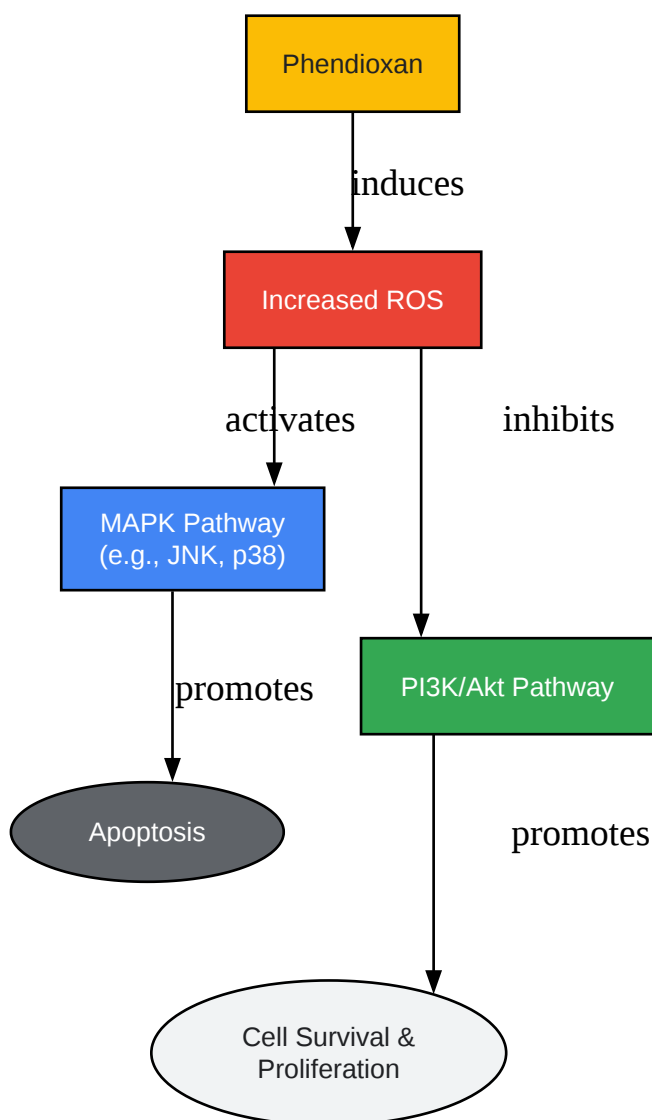 Phendioxan
induces
Increased ROS
activates
inhibits
MAPK Pathway
(e.g., JNK, p38)
PI3K/Akt Pathway
promotes
Apoptosis
promotes
Cell Survival &
Proliferation